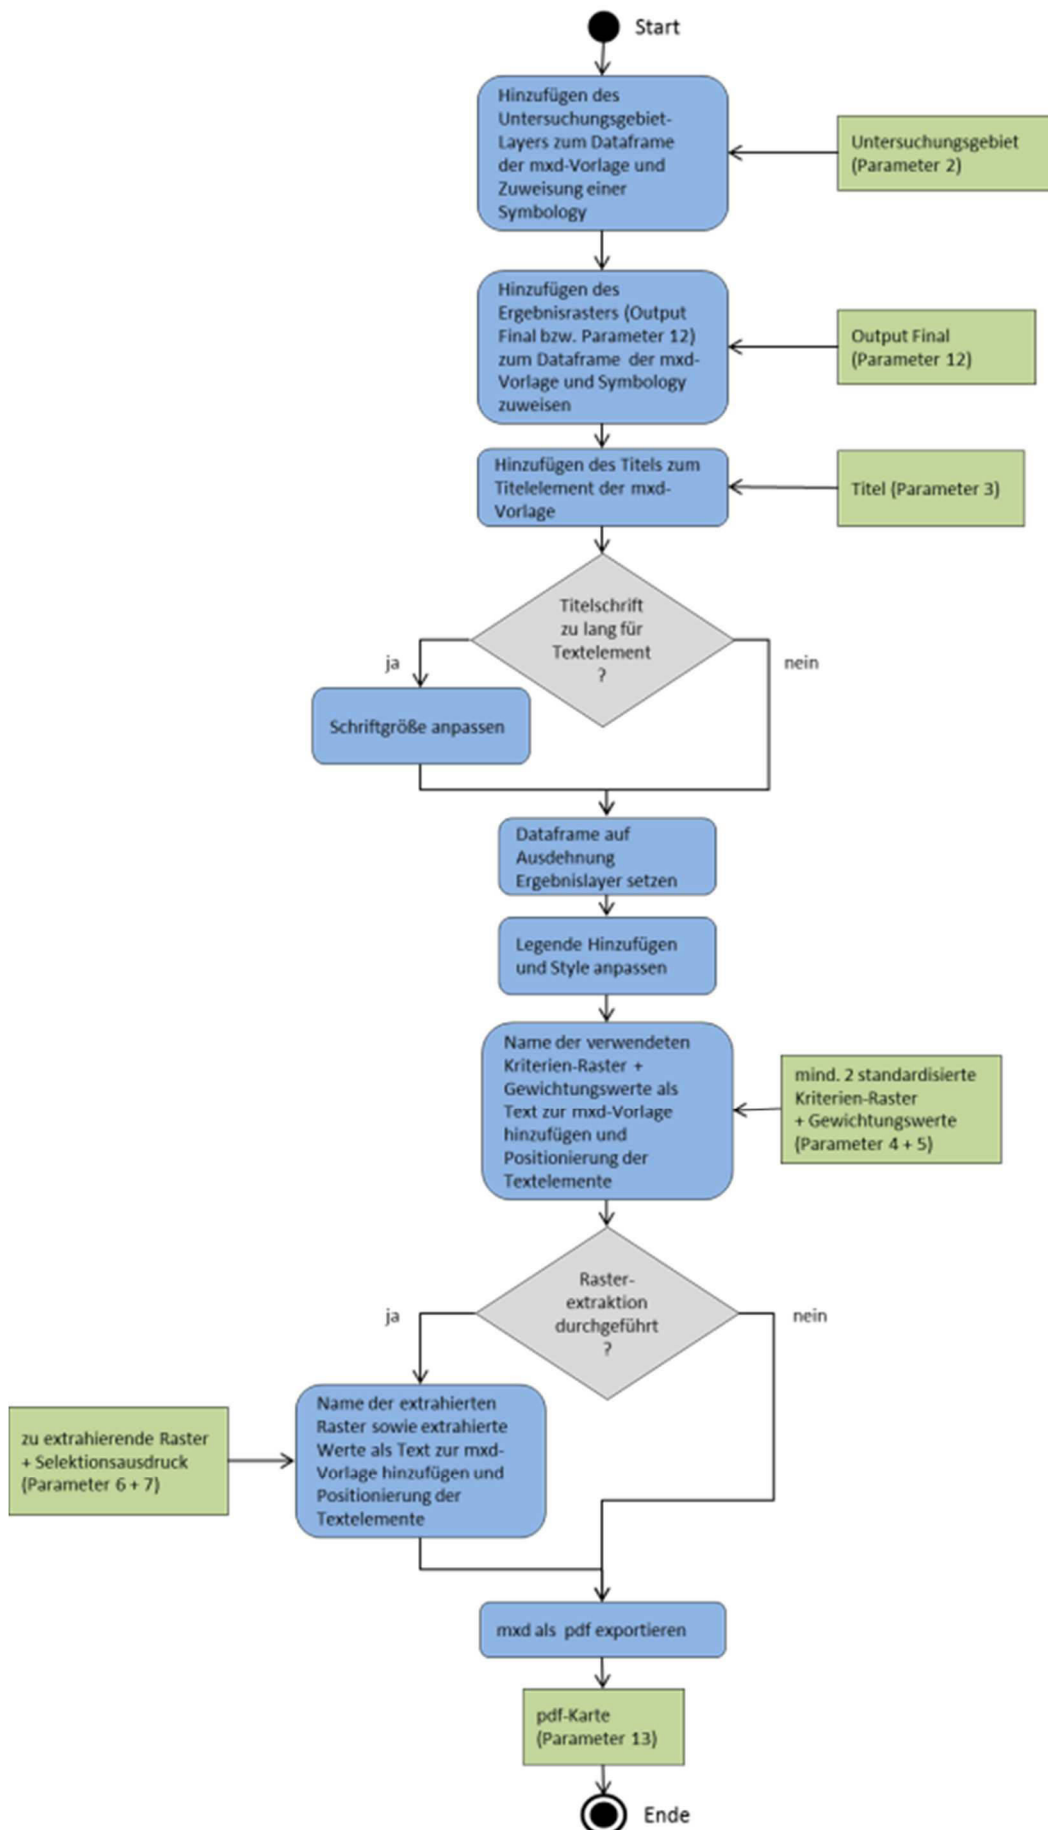 Start
Hinzufügen des
Untersuchungsgebiet-
Layers zum Dataframe
der mxd-Vorlage und
Zuweisung einer
Symbology
Untersuchungsgebiet
(Parameter 2)
Hinzufügen des
Ergebnisrasters (Output
Final bzw. Parameter 12)
zum Dataframe der mxd-
Vorlage und Symbology
zuweisen
Output Final
(Parameter 12)
Hinzufügen des Titels zum
Titelelement der mxd-
Vorlage
Titel (Parameter 3)
Titelschrift
zu lang für
Textelement
?
ja
nein
Schriftgröße anpassen
Dataframe auf
Ausdehnung
Ergebnislayer setzen
Legende Hinzufügen
und Style anpassen
Name der verwendeten
Kriterien-Raster +
Gewichtungswerte als
Text zur mxd-Vorlage
hinzufügen und
Positionierung der
Textelemente
mind. 2 standardisierte
Kriterien-Raster
+ Gewichtungswerte
(Parameter 4 + 5)
Raster-
extraktion
durchgeführt
?
ja
nein
Name der extrahierten
Raster sowie extrahierte
Werte als Text zur mxd-
Vorlage hinzufügen und
Positionierung der
Textelemente
zu extrahierende Raster
+ Selektionsausdruck
(Parameter 6 + 7)
mxd als pdf exportieren
pdf-Karte
(Parameter 13)
Ende